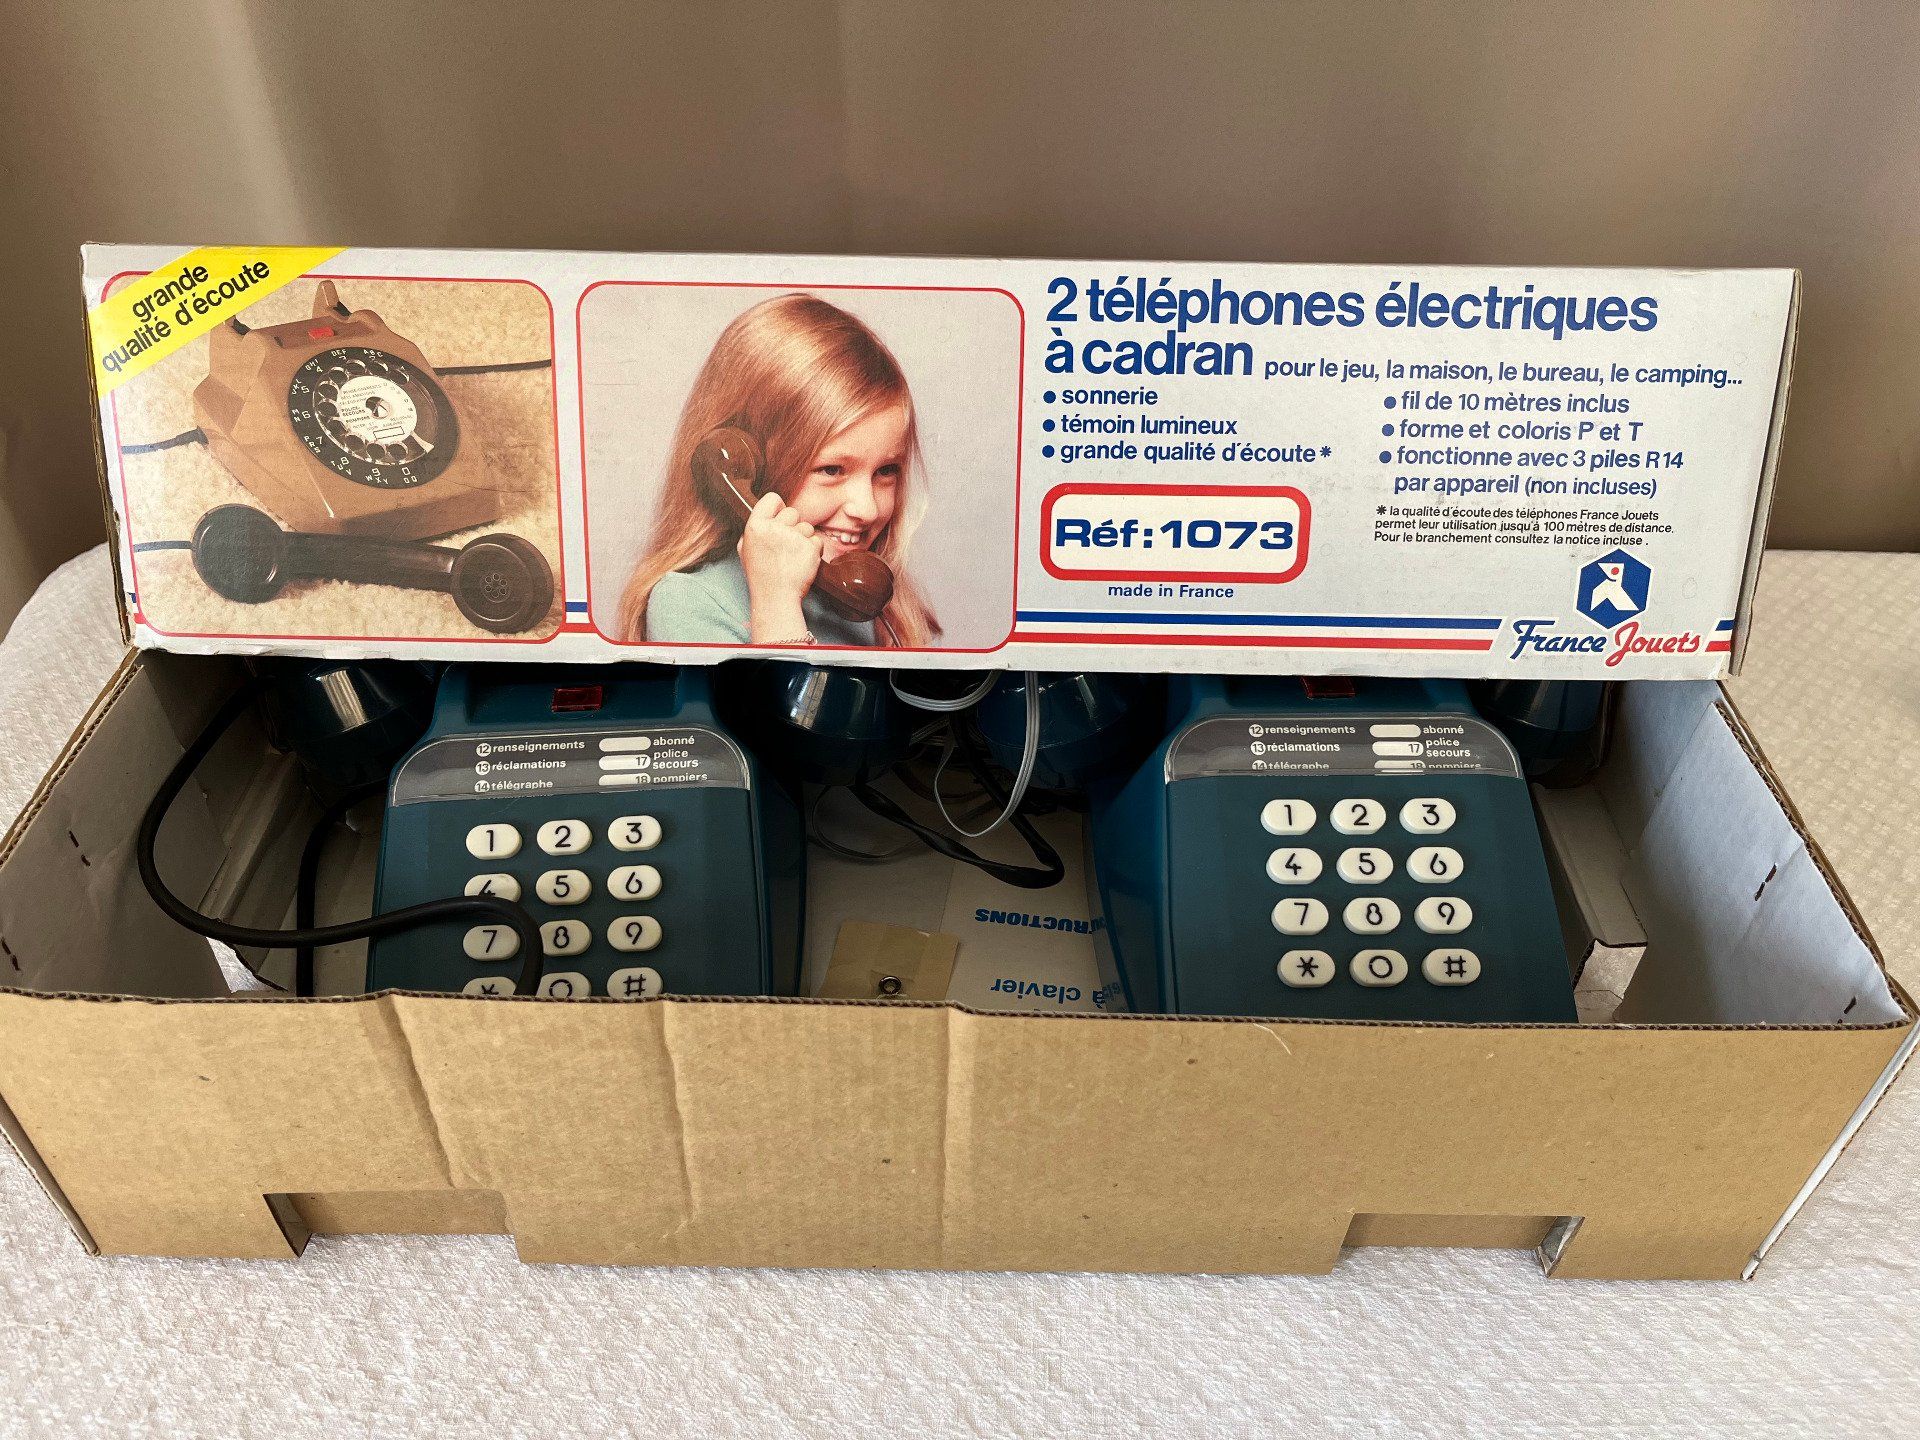 grande
qualité d'écoute
2 téléphones électriques
à cadran pour le jeu, la maison, le bureau, le camping...
• sonnerie
• témoin lumineux
• grande qualité d'écoute*
• fil de 10 mètres inclus
• forme et coloris P et T
• fonctionne avec 3 piles R14
par appareil (non incluses)
* la qualité d'écoute des téléphones France Jouets
permet leur utilisation jusqu'à 100 mètres de distance.
Pour le branchement consultez la notice incluse.
Réf: 1073
made in France
France Jouets
12 renseignements abonné
13 réclamations 17 police secours
14 télégraphe 18 pompiers
1 2 3
4 5 6
7 8 9
* 0 #
12 renseignements abonné
13 réclamations 17 police secours
14 télégraphe 18 pompiers
1 2 3
4 5 6
7 8 9
* 0 #
à clavier